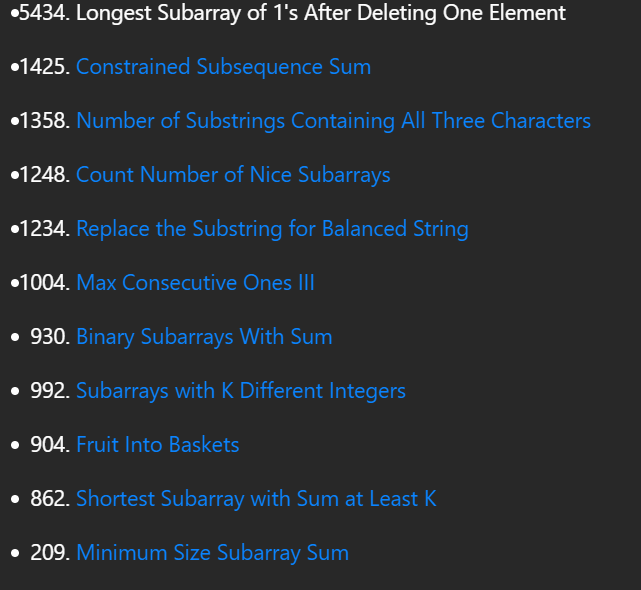 •5434. Longest Subarray of 1's After Deleting One Element
•1425. Constrained Subsequence Sum
•1358. Number of Substrings Containing All Three Characters
•1248. Count Number of Nice Subarrays
•1234. Replace the Substring for Balanced String
•1004. Max Consecutive Ones III
• 930. Binary Subarrays With Sum
• 992. Subarrays with K Different Integers
• 904. Fruit Into Baskets
• 862. Shortest Subarray with Sum at Least K
• 209. Minimum Size Subarray Sum